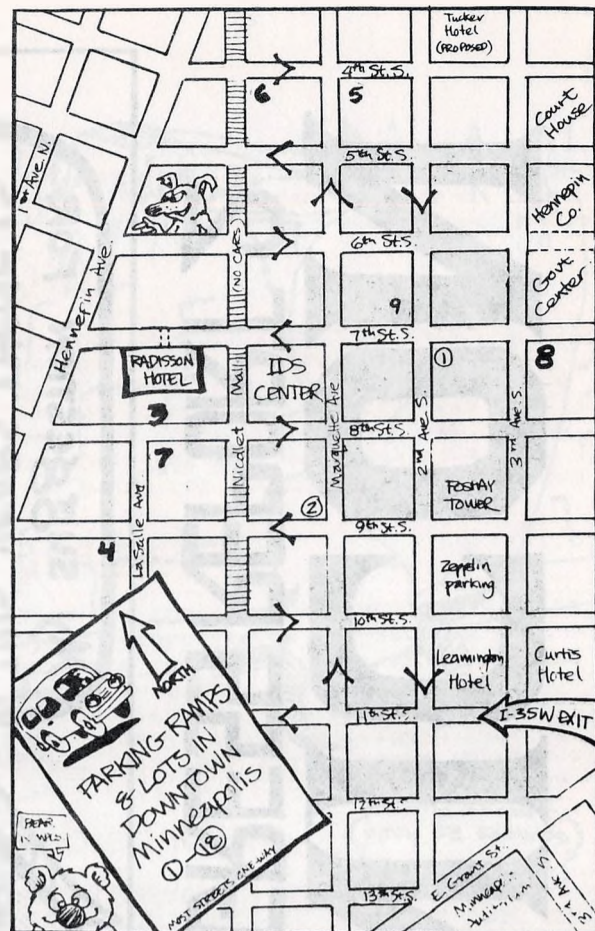 Tucker
Hotel
(PROPOSED)
4th St. S.
6
5
Court
House
1st Ave. N.
5th St. S.
Hennepin
Co.
Govt
Center
Hennepin Ave.
(NO CARS)
6th St. S.
9
7th St. S.
RADISSON
HOTEL
Nicollet Mall
IDS
CENTER
Marquette Ave
1
2nd Ave S.
8
3rd Ave S.
3
8th St. S.
7
LaSalle Ave
FOSHAY
TOWER
2
9th St. S.
4
Zeppelin
parking
10th St. S.
Leamington
Hotel
Curtis
Hotel
I-35W EXIT
11th St. S.
NORTH
PARKING RAMPS
& LOTS IN
DOWNTOWN
Minneapolis
1 - 18
MOST STREETS ONE-WAY
12th St. S.
BEAR
13th St. S.
E. Grant St.